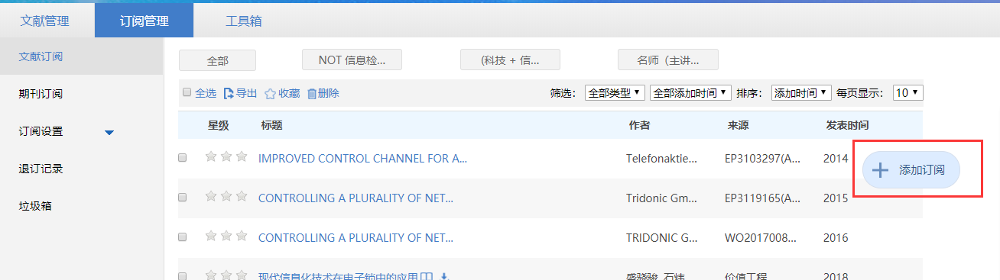 文献管理 订阅管理 工具箱
文献订阅
期刊订阅
订阅设置
退订记录
垃圾箱
全部 NOT 信息检... (科技 + 信... 名师（主讲...
全选 导出 收藏 删除 筛选： 全部类型 全部添加时间 排序： 添加时间 每页显示： 10
星级 标题 作者 来源 发表时间
IMPROVED CONTROL CHANNEL FOR A... Telefonaktie... EP3103297(A... 2014
添加订阅
CONTROLLING A PLURALITY OF NET... Tridonic Gm... EP3119165(A... 2015
CONTROLLING A PLURALITY OF NET... TRIDONIC G... WO2017008... 2016
现代信息化技术在电子锁中的应用 盛骁骏 石炜 价值工程 2018